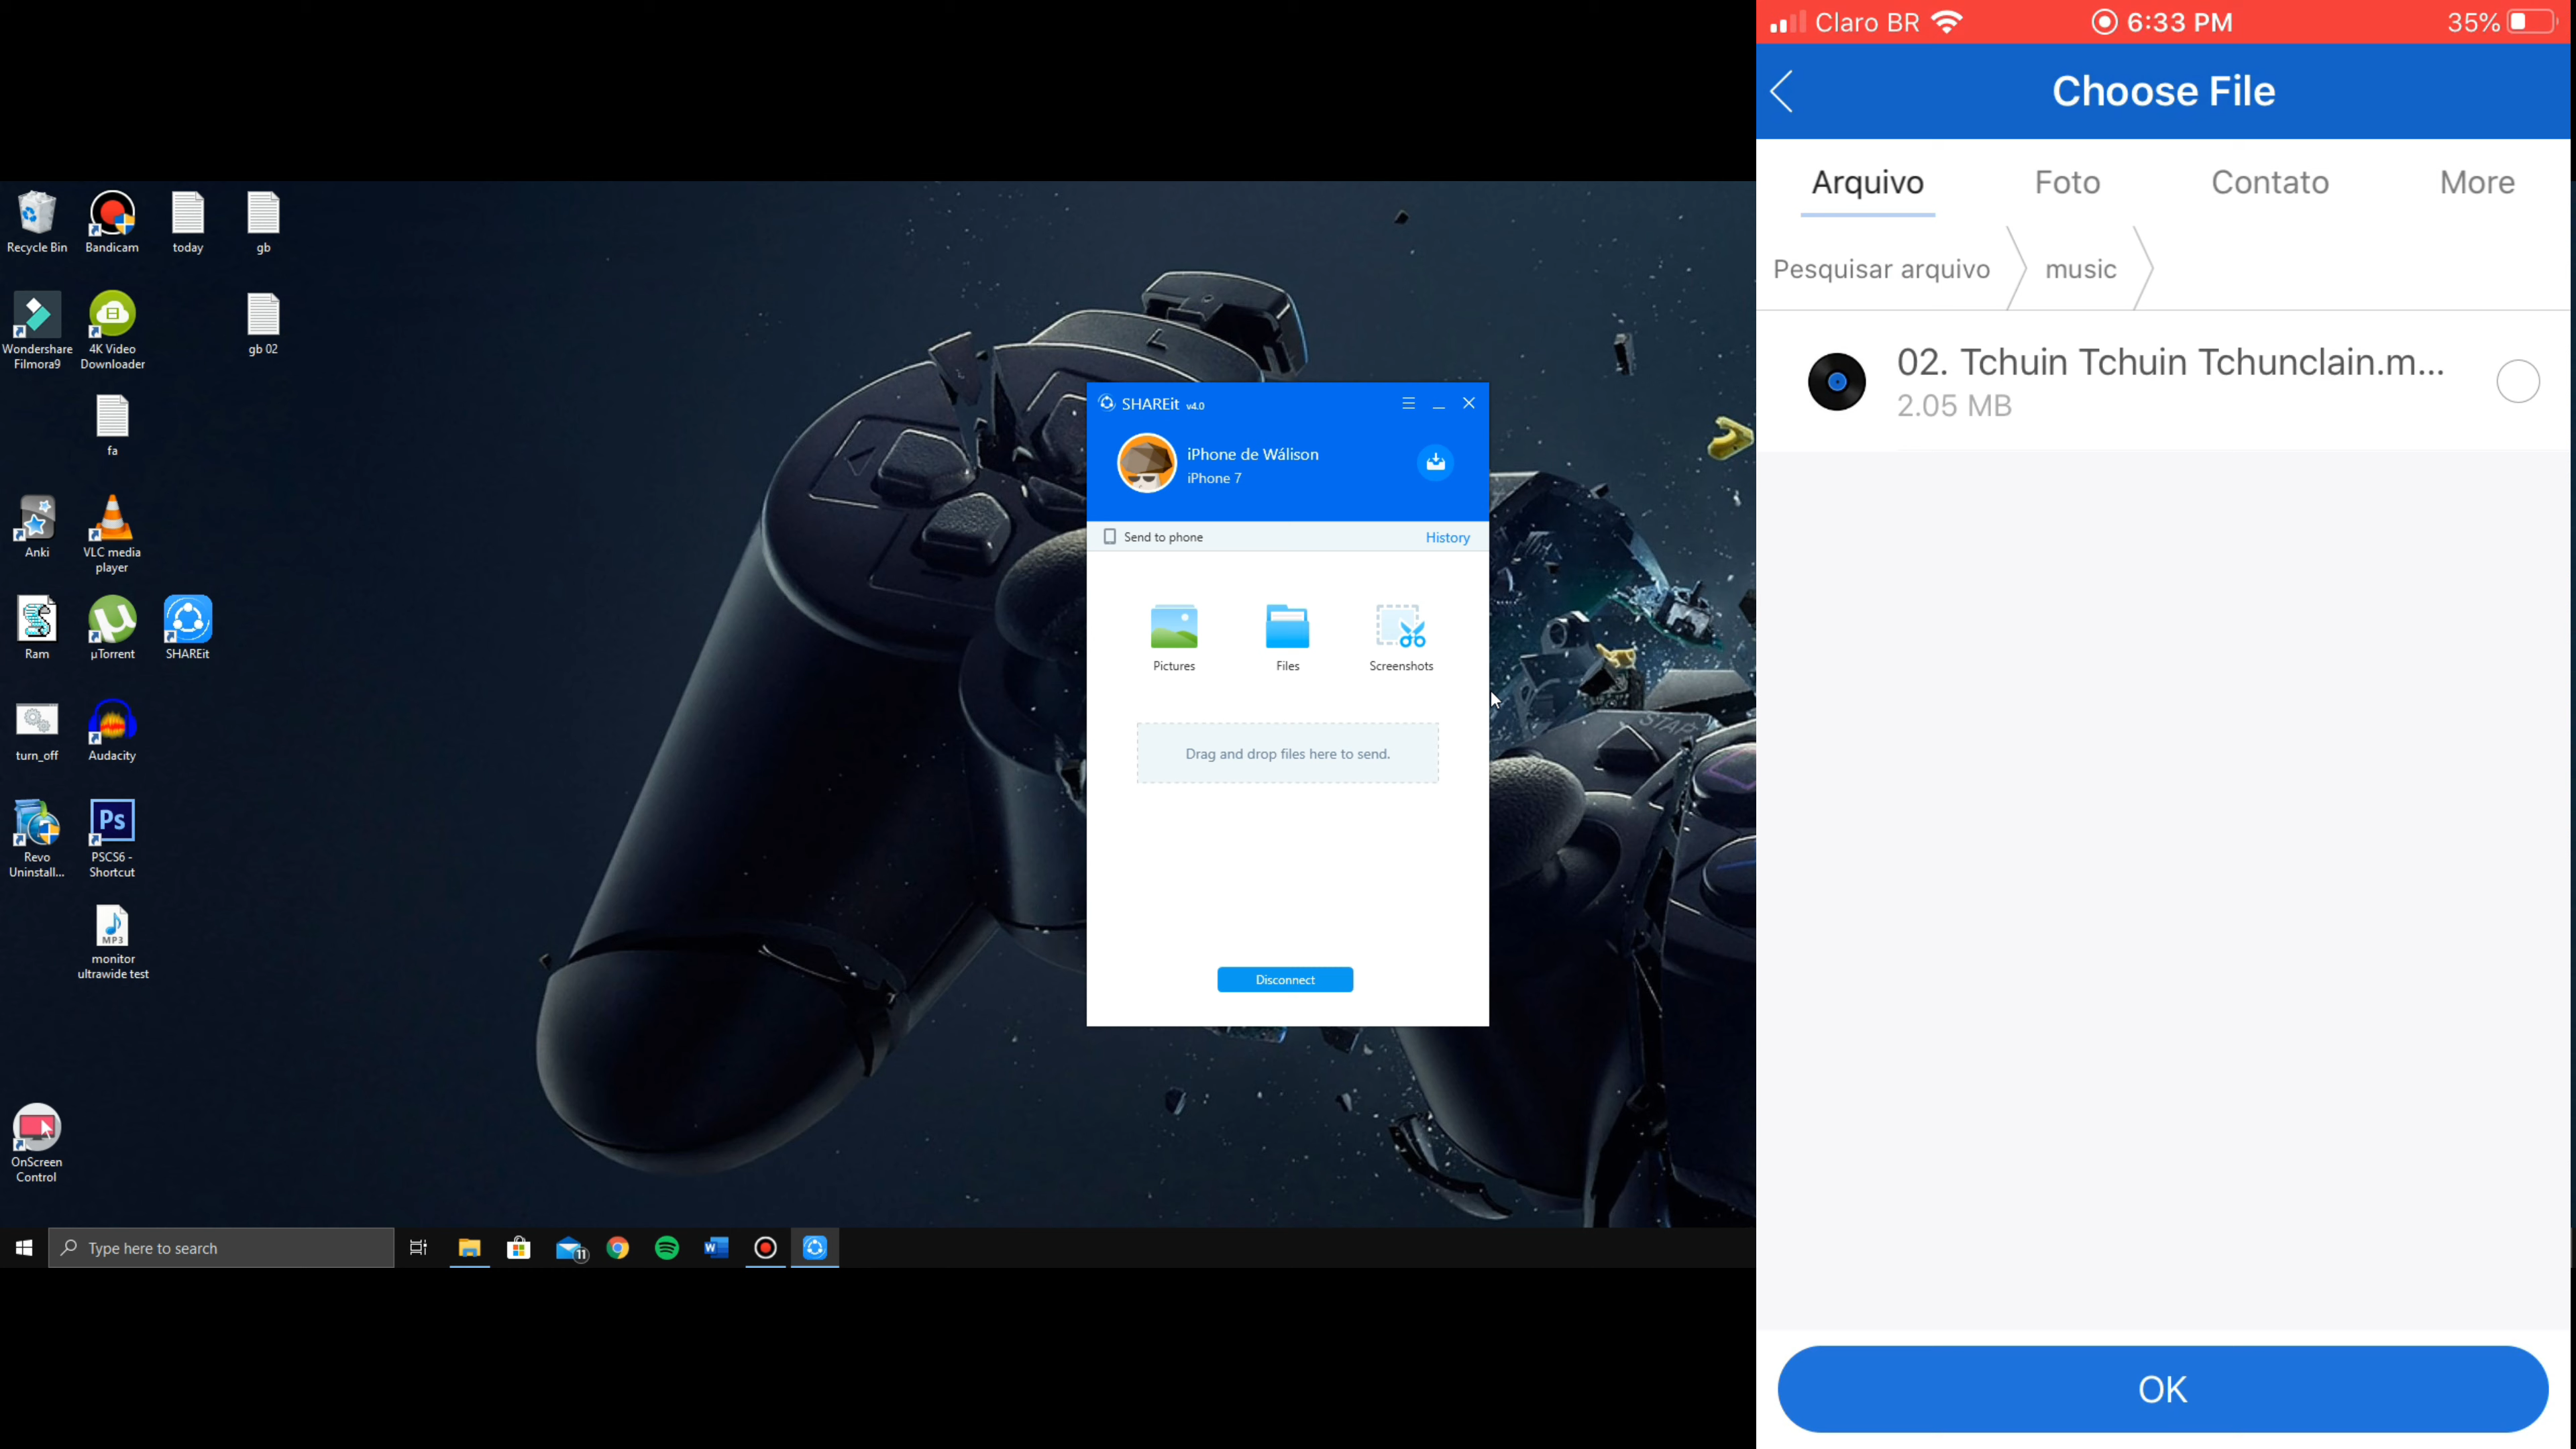 Recycle Bin
Bandicam
today
gb
Wondershare Filmora9
4K Video Downloader
gb 02
fa
Anki
VLC media player
Ram
µTorrent
SHAREit
turn_off
Audacity
Revo Uninstall...
Ps
PSCS6 - Shortcut
MP3
monitor ultrawide test
OnScreen Control
Type here to search
11
W
L
START
SHAREit v4.0
iPhone de Wálison
iPhone 7
Send to phone
History
Pictures
Files
Screenshots
Drag and drop files here to send.
Disconnect
Claro BR
6:33 PM
35%
Choose File
Arquivo
Foto
Contato
More
Pesquisar arquivo
music
02. Tchuin Tchuin Tchunclain.m...
2.05 MB
OK